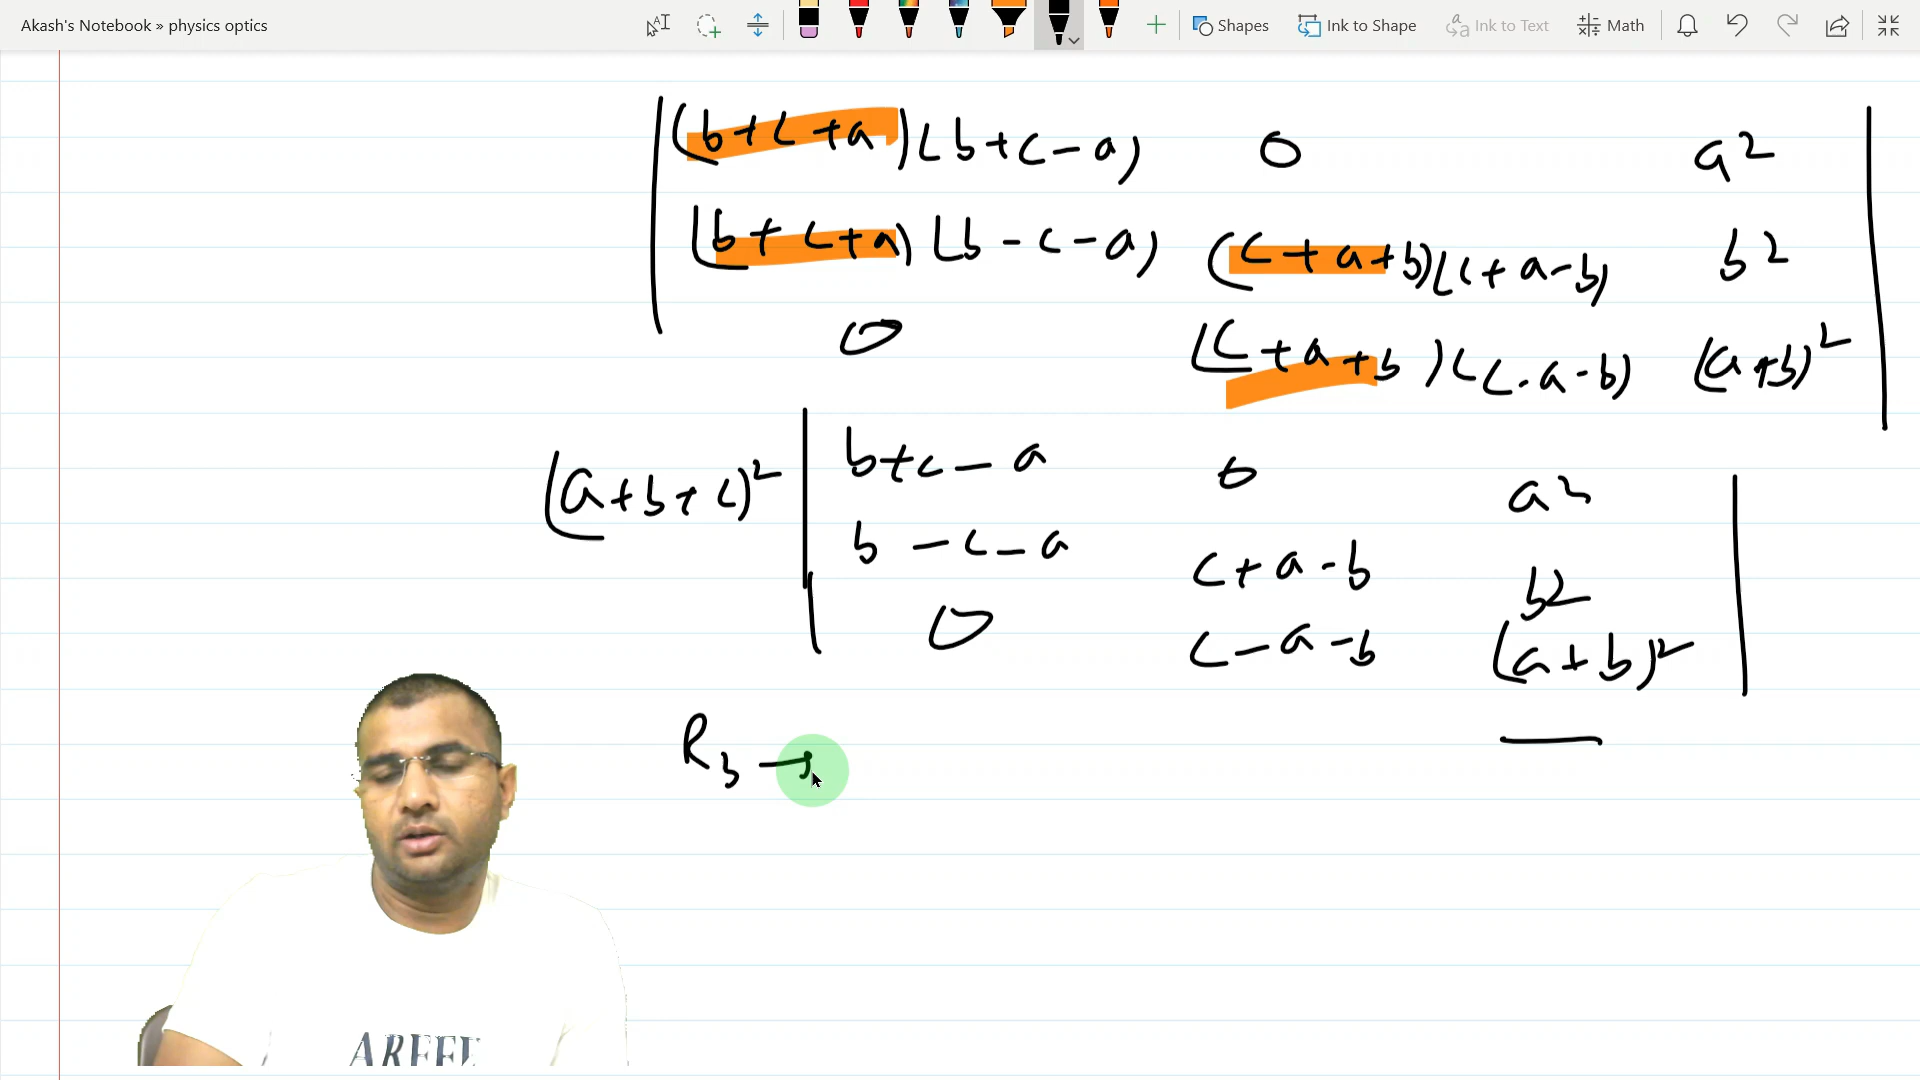 Akash's Notebook » physics optics
Shapes
Ink to Shape
Ink to Text
Math
(b+c+a)(b+c-a) 0 a²
(b+c+a)(b-c-a) (c+a+b)(c+a-b) b²
0 (c+a+b)(c-a-b) (a+b)²
(a+b+c)² b+c-a 0 a²
b-c-a c+a-b b²
0 c-a-b (a+b)²
R₃ →